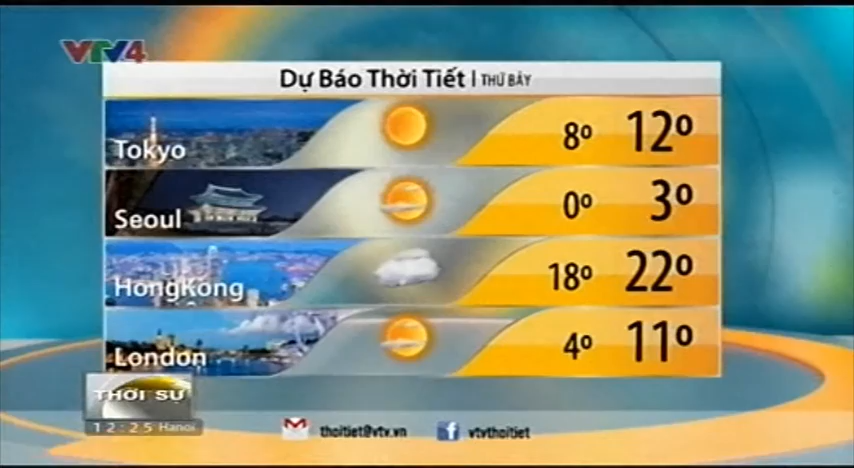 VTV4
Dự Báo Thời Tiết | THỨ BẢY
Tokyo 8º 12º
Seoul 0º 3º
HongKong 18º 22º
London 4º 11º
THỜI SỰ
12:25 Hanoi
thoitiet@vtv.vn vtvthoitiet